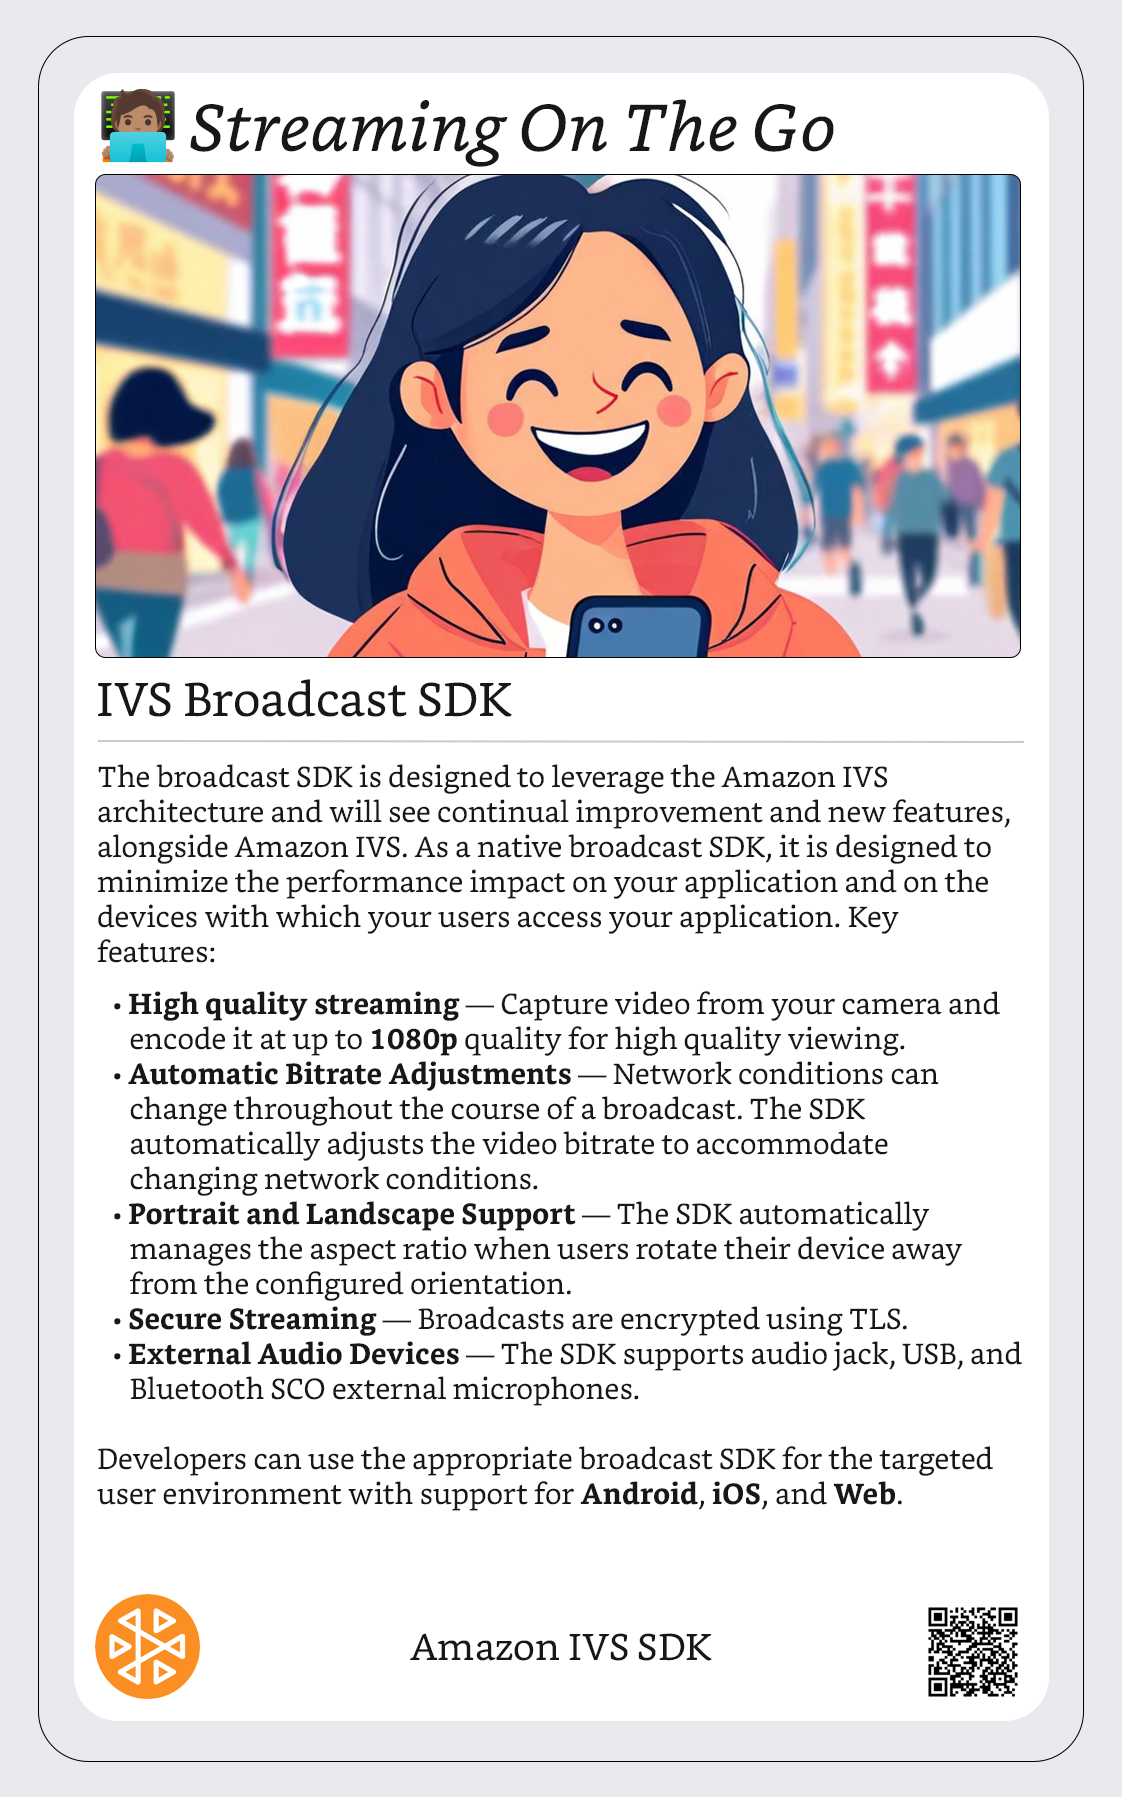 Streaming On The Go
IVS Broadcast SDK
The broadcast SDK is designed to leverage the Amazon IVS
architecture and will see continual improvement and new features,
alongside Amazon IVS. As a native broadcast SDK, it is designed to
minimize the performance impact on your application and on the
devices with which your users access your application. Key
features:
• High quality streaming — Capture video from your camera and
encode it at up to 1080p quality for high quality viewing.
• Automatic Bitrate Adjustments — Network conditions can
change throughout the course of a broadcast. The SDK
automatically adjusts the video bitrate to accommodate
changing network conditions.
• Portrait and Landscape Support — The SDK automatically
manages the aspect ratio when users rotate their device away
from the configured orientation.
• Secure Streaming — Broadcasts are encrypted using TLS.
• External Audio Devices — The SDK supports audio jack, USB, and
Bluetooth SCO external microphones.
Developers can use the appropriate broadcast SDK for the targeted
user environment with support for Android, iOS, and Web.
Amazon IVS SDK